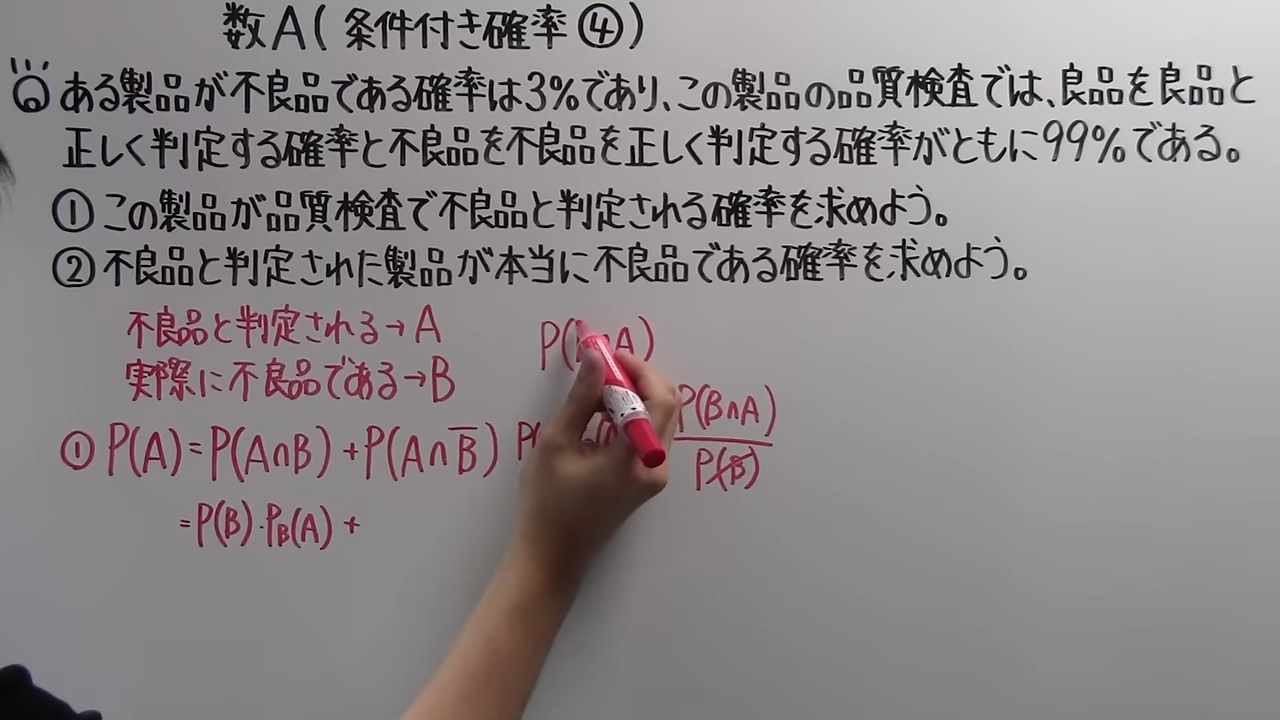 数A(条件付き確率④)
ある製品が不良品である確率は3%であり、この製品の品質検査では、良品を良品と
正しく判定する確率と不良品を不良品を正しく判定する確率がともに99%である。
①この製品が品質検査で不良品と判定される確率を求めよう。
②不良品と判定された製品が本当に不良品である確率を求めよう。
不良品と判定される→A
実際に不良品である→B
①P(A)=P(A∩B)+P(A∩B̅)
=P(B)·P_B(A)+
P( A)
P( P(B∩A)
P(B)